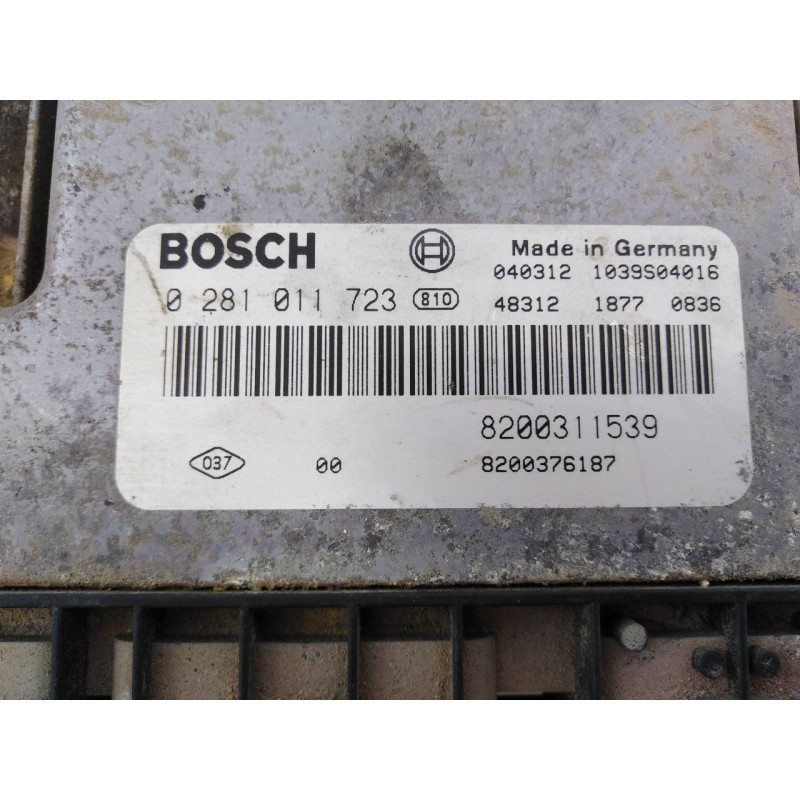 BOSCH
Made in Germany
040312 1039S04016
0 281 011 723 810 48312 1877 0836
8200311539
037 00 8200376187